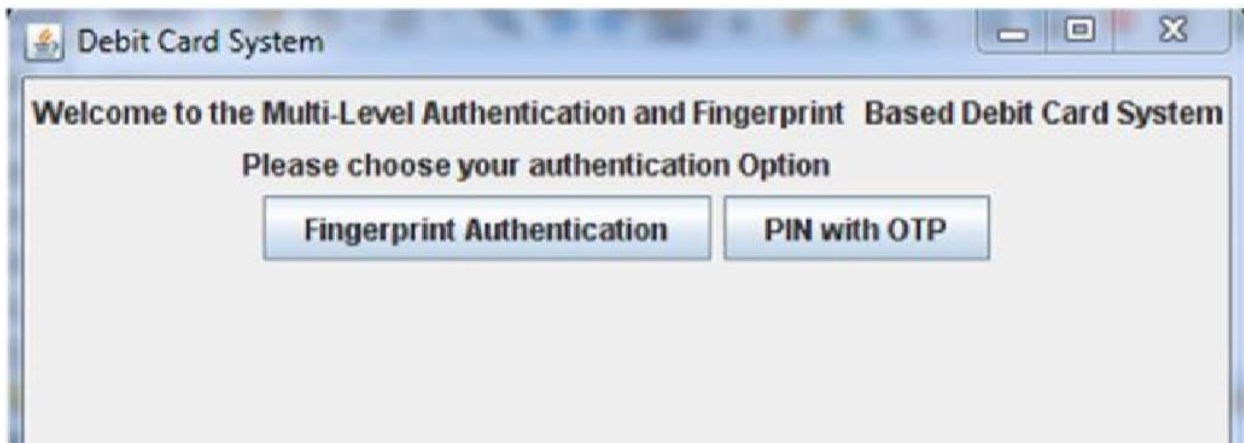 Debit Card System
Welcome to the Multi-Level Authentication and Fingerprint Based Debit Card System
Please choose your authentication Option
Fingerprint Authentication PIN with OTP